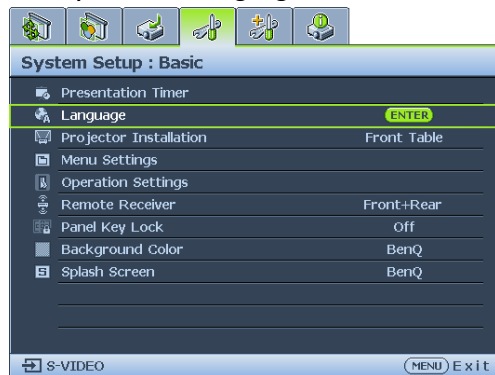 System Setup : Basic
Presentation Timer
Language ENTER
Projector Installation Front Table
Menu Settings
Operation Settings
Remote Receiver Front+Rear
Panel Key Lock Off
Background Color BenQ
Splash Screen BenQ
S-VIDEO MENU Exit